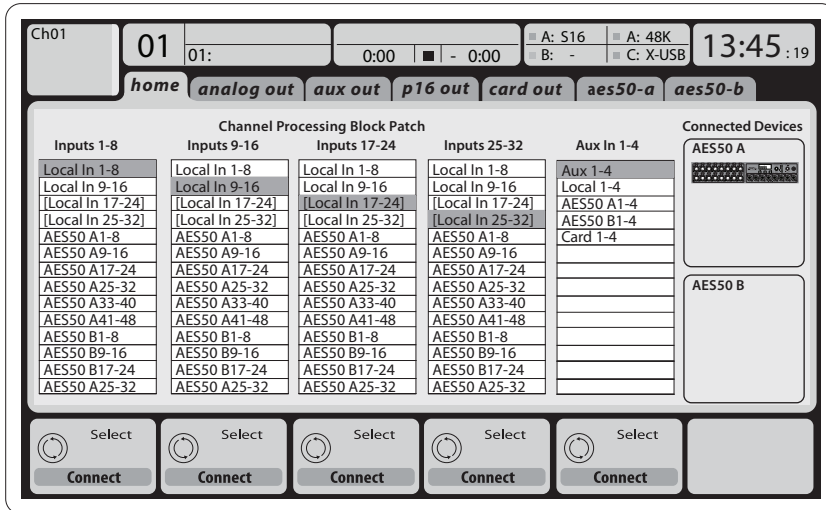 Ch01
01
01:
0:00 - 0:00
A: S16
B: -
A: 48K
C: X-USB
13:45 :19
home analog out aux out p16 out card out aes50-a aes50-b
Channel Processing Block Patch
Connected Devices
Inputs 1-8 Inputs 9-16 Inputs 17-24 Inputs 25-32 Aux In 1-4
Local In 1-8 Local In 1-8 Local In 1-8 Local In 1-8 Aux 1-4
Local In 9-16 Local In 9-16 Local In 9-16 Local In 9-16 Local 1-4
[Local In 17-24] [Local In 17-24] [Local In 17-24] [Local In 17-24] AES50 A1-4
[Local In 25-32] [Local In 25-32] [Local In 25-32] [Local In 25-32] AES50 B1-4
AES50 A1-8 AES50 A1-8 AES50 A1-8 AES50 A1-8 Card 1-4
AES50 A9-16 AES50 A9-16 AES50 A9-16 AES50 A9-16
AES50 A17-24 AES50 A17-24 AES50 A17-24 AES50 A17-24
AES50 A25-32 AES50 A25-32 AES50 A25-32 AES50 A25-32
AES50 A33-40 AES50 A33-40 AES50 A33-40 AES50 A33-40
AES50 A41-48 AES50 A41-48 AES50 A41-48 AES50 A41-48
AES50 B1-8 AES50 B1-8 AES50 B1-8 AES50 B1-8
AES50 B9-16 AES50 B9-16 AES50 B9-16 AES50 B9-16
AES50 B17-24 AES50 B17-24 AES50 B17-24 AES50 B17-24
AES50 A25-32 AES50 A25-32 AES50 A25-32 AES50 A25-32
AES50 A
AES50 B
Select Select Select Select Select
Connect Connect Connect Connect Connect